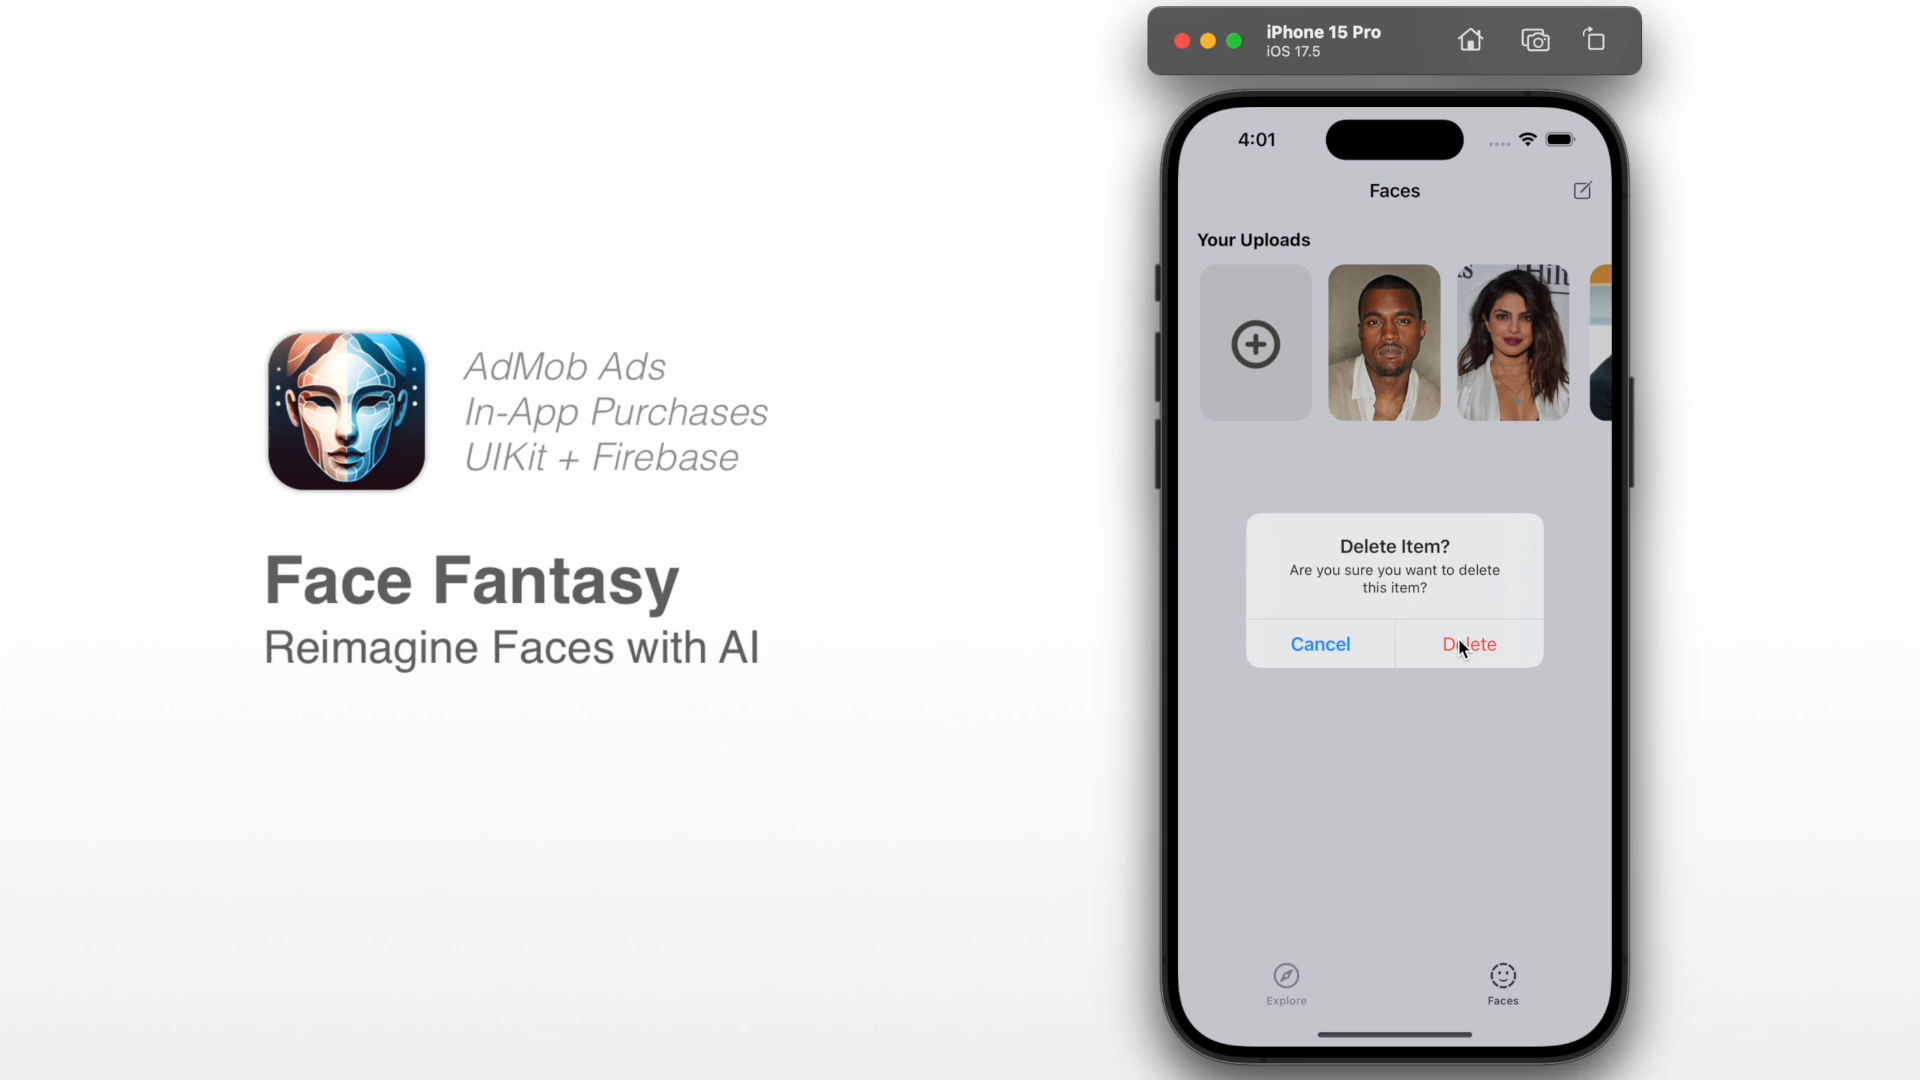 AdMob Ads
In-App Purchases
UIKit + Firebase
Face Fantasy
Reimagine Faces with AI
iPhone 15 Pro
iOS 17.5
4:01
Faces
Your Uploads
Delete Item?
Are you sure you want to delete
this item?
Cancel
Delete
Explore
Faces